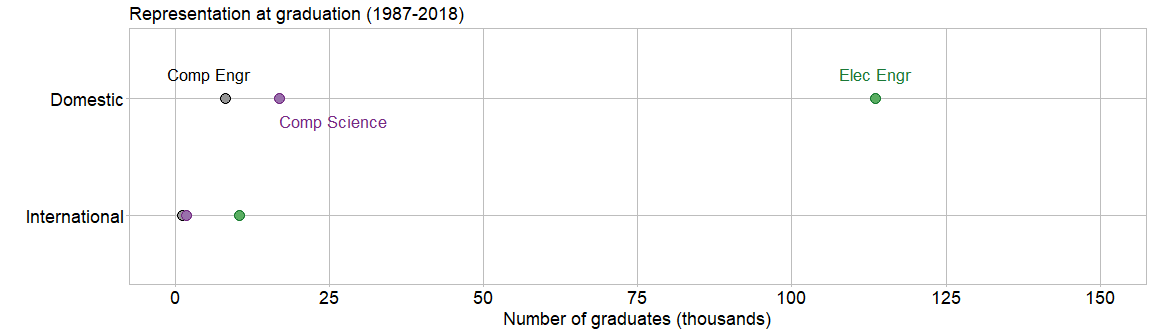 Representation at graduation (1987-2018)
Comp Engr
Elec Engr
Domestic
Comp Science
International
0 25 50 75 100 125 150
Number of graduates (thousands)